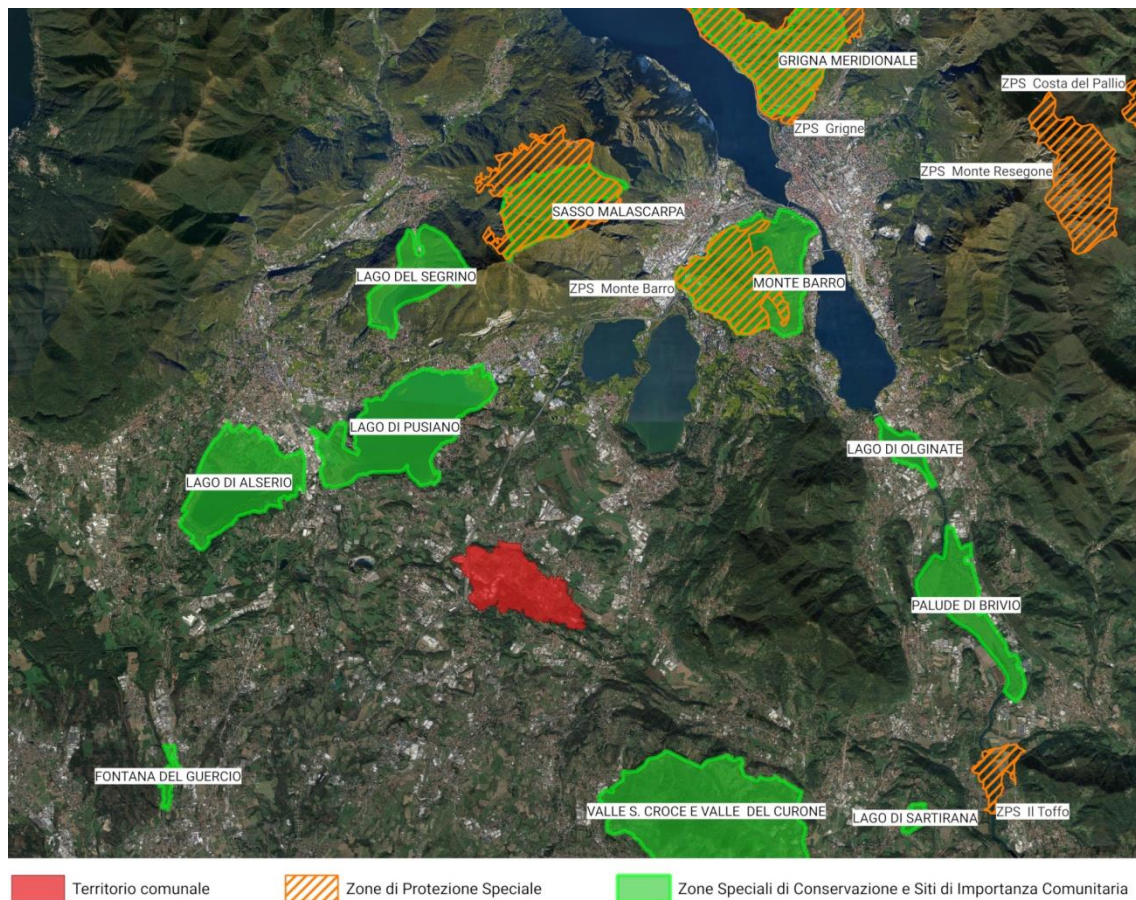 GRIGNA MERIDIONALE
ZPS Costa del Pallio
ZPS Grigne
ZPS Monte Resegone
SASSO MALASCARPA
LAGO DEL SEGRINO
ZPS Monte Barro
MONTE BARRO
LAGO DI PUSIANO
LAGO DI OLGINATE
LAGO DI ALSERIO
PALUDE DI BRIVIO
FONTANA DEL GUERCIO
VALLE S. CROCE E VALLE DEL CURONE
LAGO DI SARTIRANA
ZPS Il Toffo
Territorio comunale
Zone di Protezione Speciale
Zone Speciali di Conservazione e Siti di Importanza Comunitaria